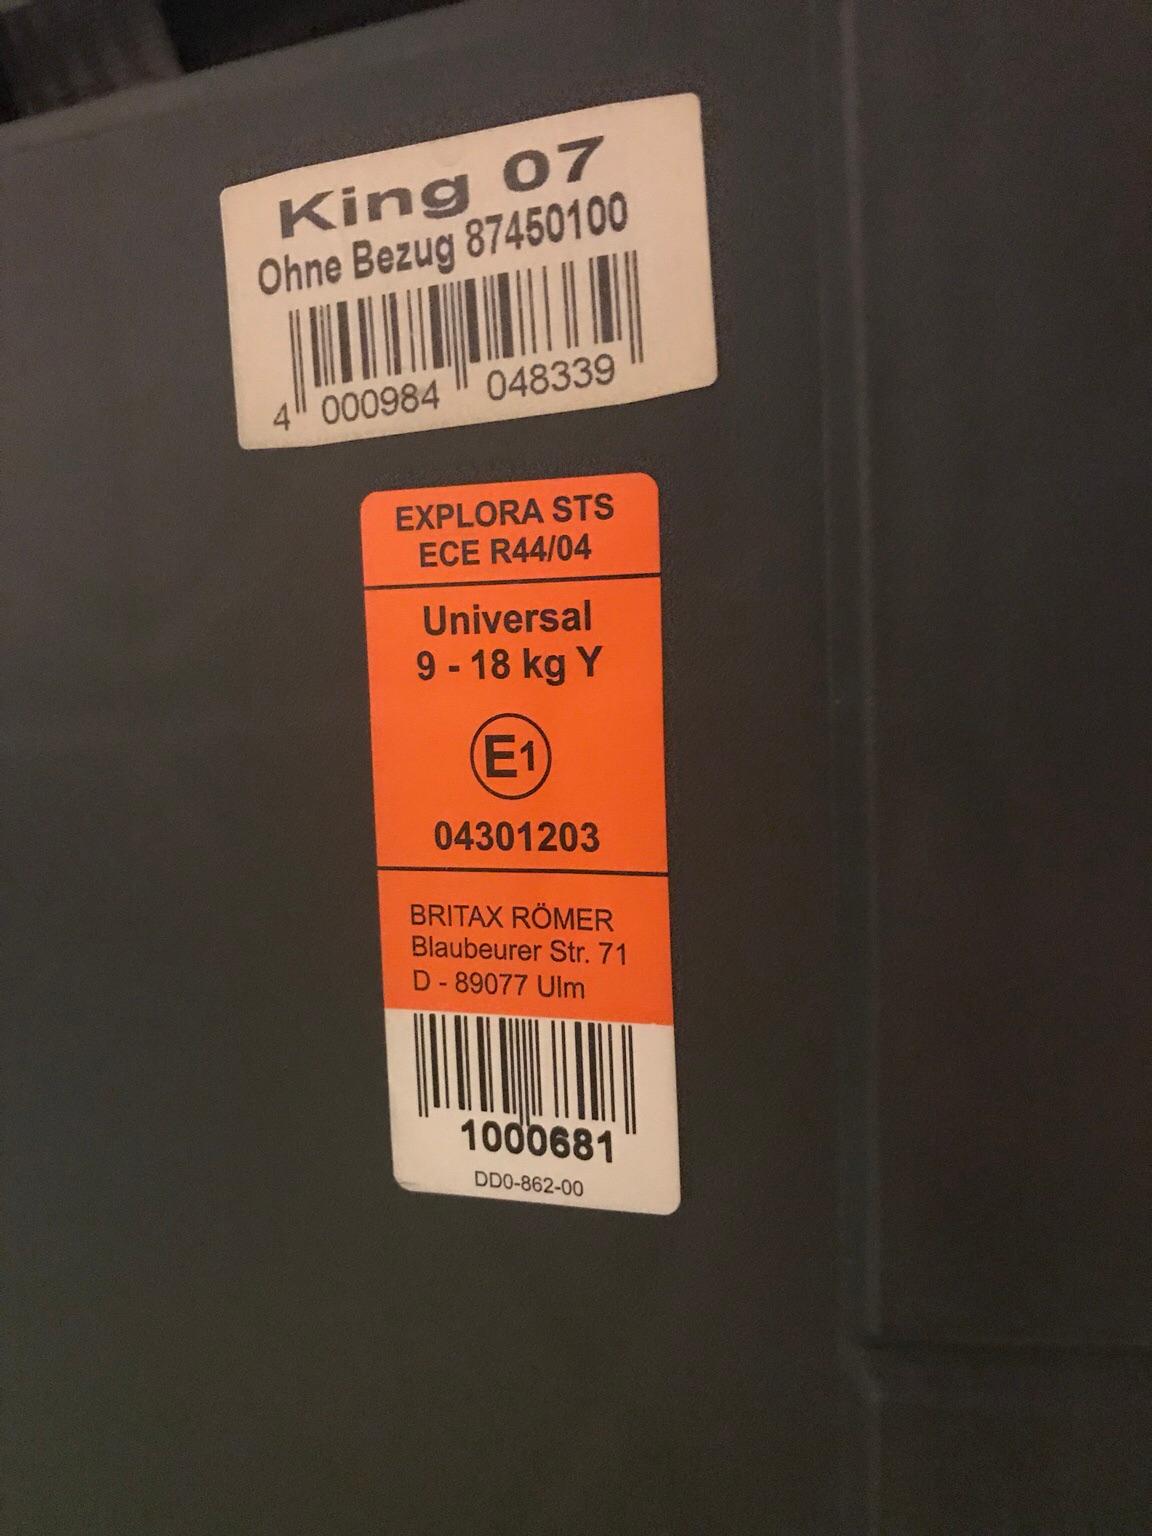 King 07
Ohne Bezug 87450100
4 000984 048339
EXPLORA STS
ECE R44/04
Universal
9 - 18 kg Y
E1
04301203
BRITAX RÖMER
Blaubeurer Str. 71
D - 89077 Ulm
1000681
DD0-862-00